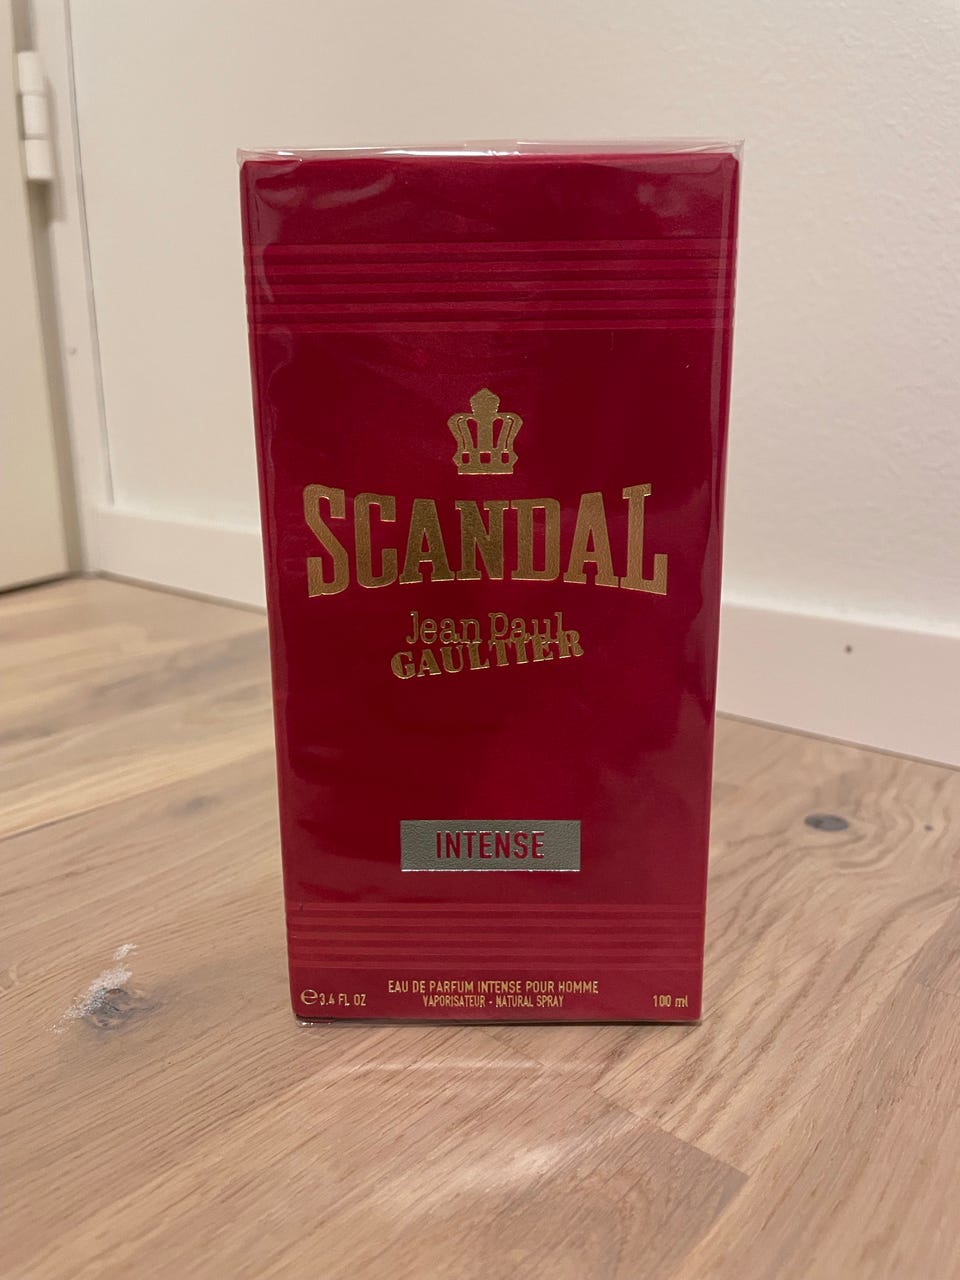 SCANDAL
Jean Paul
GAULTIER
INTENSE
EAU DE PARFUM INTENSE POUR HOMME
℮3.4 FL OZ VAPORISATEUR - NATURAL SPRAY 100 ml